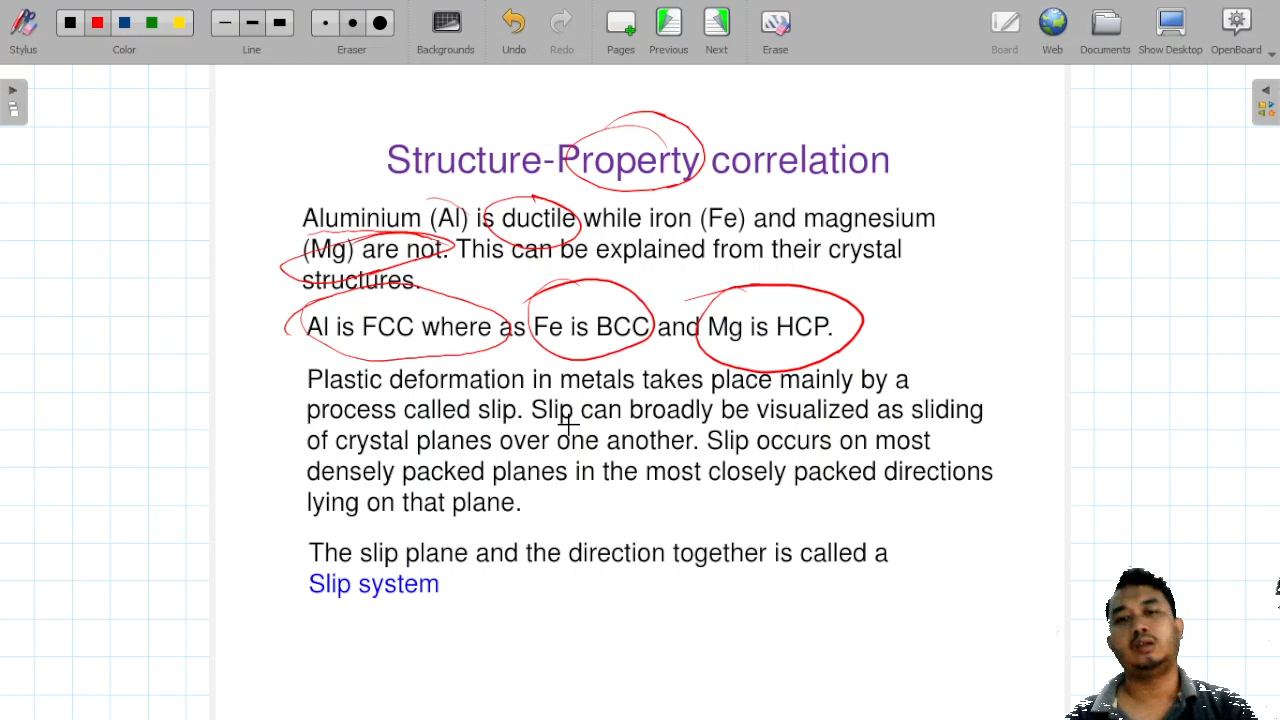 Stylus
Color
Line
Eraser
Backgrounds
Undo
Redo
Pages
Previous
Next
Erase
Board
Web
Documents
Show Desktop
OpenBoard
Structure-Property correlation
Aluminium (Al) is ductile while iron (Fe) and magnesium
(Mg) are not. This can be explained from their crystal
structures.
Al is FCC where as Fe is BCC and Mg is HCP.
Plastic deformation in metals takes place mainly by a
process called slip. Slip can broadly be visualized as sliding
of crystal planes over one another. Slip occurs on most
densely packed planes in the most closely packed directions
lying on that plane.
The slip plane and the direction together is called a
Slip system